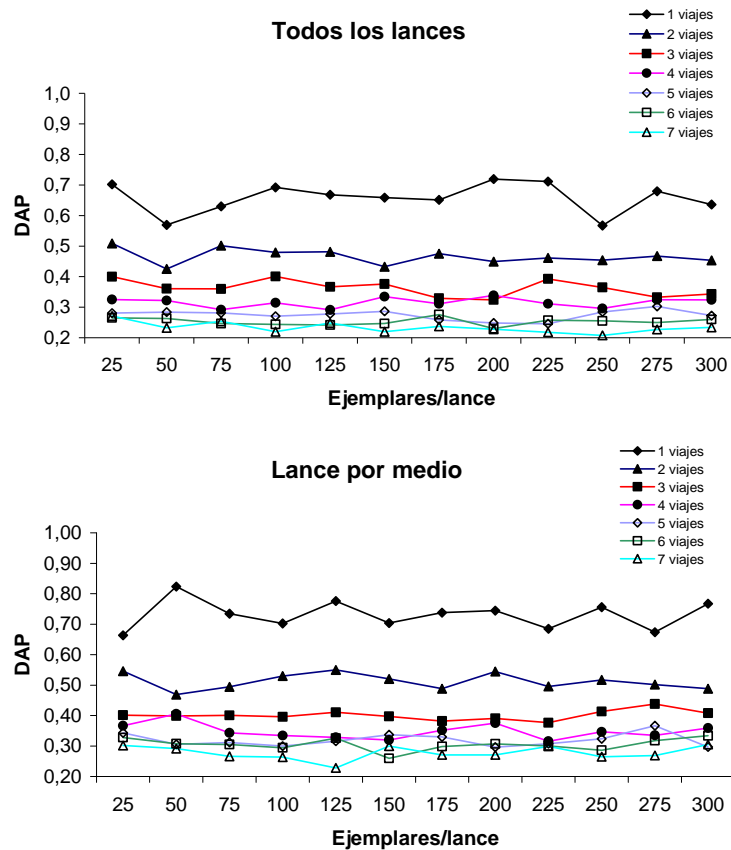 Todos los lances
1 viajes
2 viajes
3 viajes
4 viajes
5 viajes
6 viajes
7 viajes
DAP
1,0
0,9
0,8
0,7
0,6
0,5
0,4
0,3
0,2
25 50 75 100 125 150 175 200 225 250 275 300
Ejemplares/lance
Lance por medio
1 viajes
2 viajes
3 viajes
4 viajes
5 viajes
6 viajes
7 viajes
DAP
1,00
0,90
0,80
0,70
0,60
0,50
0,40
0,30
0,20
25 50 75 100 125 150 175 200 225 250 275 300
Ejemplares/lance